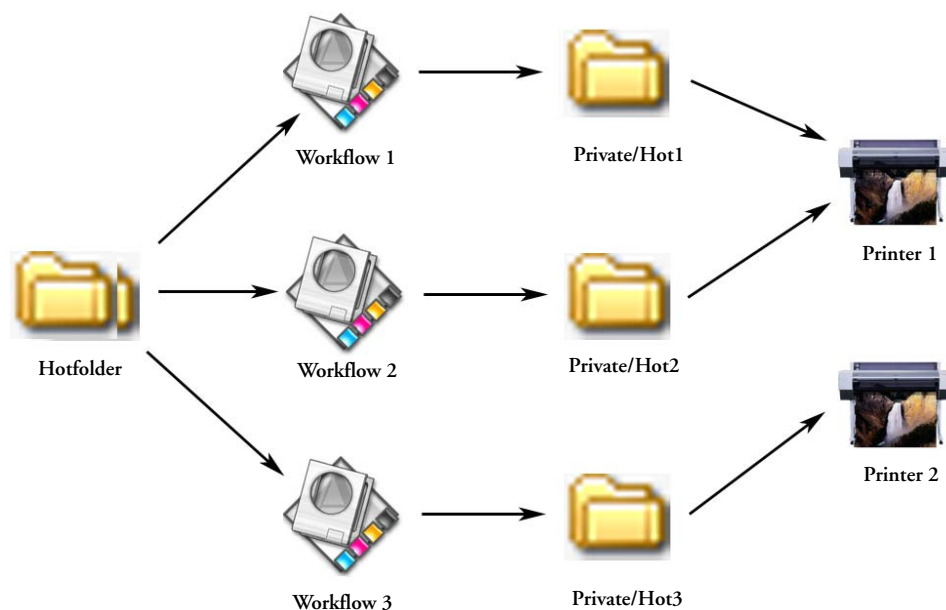 Workflow 1
Private/Hot1
Printer 1
Hotfolder
Workflow 2
Private/Hot2
Printer 2
Workflow 3
Private/Hot3